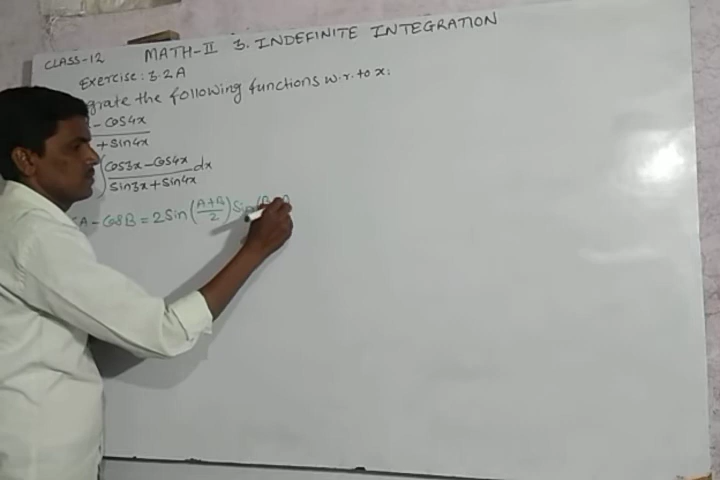 CLASS-12 MATH-II 3. INDEFINITE INTEGRATION
Exercise: 3.2A
grate the following functions w.r. to x.
- cos4x
+ sin4x
∫ cos3x - cos4x / sin3x + sin4x dx
A - cosB = 2 sin (A+B / 2) sin (